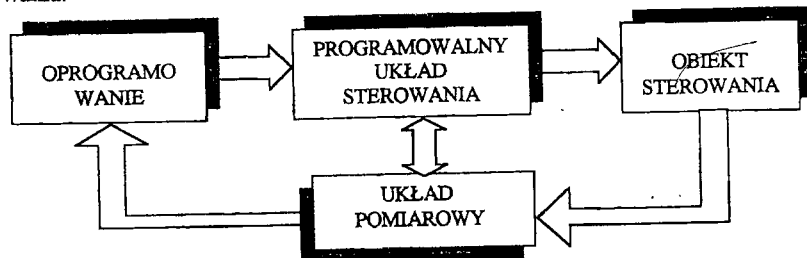 OPROGRAMO
WANIE
PROGRAMOWALNY
UKŁAD
STEROWANIA
OBIEKT
STEROWANIA
UKŁAD
POMIAROWY